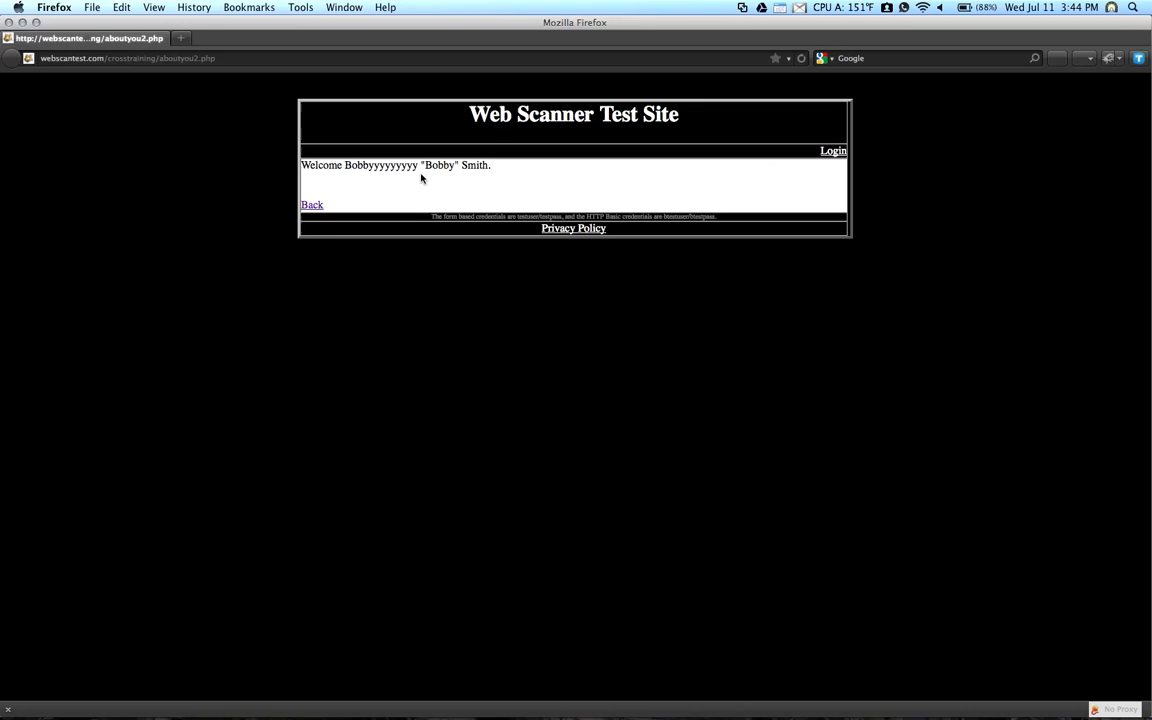 Firefox File Edit View History Bookmarks Tools Window Help CPU A: 151°F (88%) Wed Jul 11 3:44 PM
Mozilla Firefox
http://webscante...ng/aboutyou2.php
webscantest.com/crosstraining/aboutyou2.php Google
Web Scanner Test Site
Login
Welcome Bobbyyyyyyyyy "Bobby" Smith.
Back
The form based credentials are testuser/testpass, and the HTTP Basic credentials are btestuser/btestpass.
Privacy Policy
No Proxy